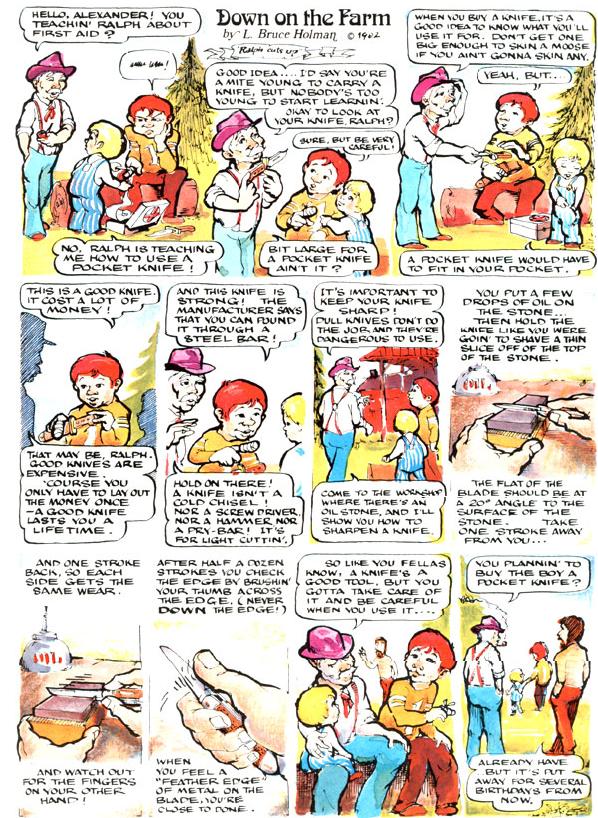 Down on the Farm
by L. Bruce Holman © 1982
Ralph cuts up
HELLO, ALEXANDER! YOU
TEACHIN' RALPH ABOUT
FIRST AID?
NO, RALPH IS TEACHING
ME HOW TO USE A
POCKET KNIFE!
GOOD IDEA.... I'D SAY YOU'RE
A MITE YOUNG TO CARRY A
KNIFE, BUT NOBODY'S TOO
YOUNG TO START LEARNIN'.
OKAY TO LOOK AT
YOUR KNIFE, RALPH?
SURE, BUT BE VERY
CAREFUL!
BIT LARGE FOR
A POCKET KNIFE
AIN'T IT?
WHEN YOU BUY A KNIFE, IT'S A
GOOD IDEA TO KNOW WHAT YOU'LL
USE IT FOR. DON'T GET ONE
BIG ENOUGH TO SKIN A MOOSE
IF YOU AIN'T GONNA SKIN ANY.
YEAH, BUT...
A POCKET KNIFE WOULD HAVE
TO FIT IN YOUR POCKET.
THIS IS A GOOD KNIFE.
IT COST A LOT OF
MONEY!
THAT MAY BE, RALPH.
GOOD KNIVES ARE
EXPENSIVE.
'COURSE YOU
ONLY HAVE TO LAY OUT
THE MONEY ONCE
— A GOOD KNIFE
LASTS YOU A
LIFETIME.
AND THIS KNIFE IS
STRONG! THE
MANUFACTURER SAYS
THAT YOU CAN POUND
IT THROUGH A
STEEL BAR!
HOLD ON THERE!
A KNIFE ISN'T A
COLD CHISEL!
NOR A SCREW DRIVER,
NOR A HAMMER, NOR
A PRY-BAR! IT'S
FOR LIGHT CUTTIN'.
IT'S IMPORTANT TO
KEEP YOUR KNIFE
SHARP!
DULL KNIVES DON'T DO
THE JOB AND THEY'RE
DANGEROUS TO USE.
COME TO THE WORKSHOP
WHERE THERE'S AN
OIL STONE, AND I'LL
SHOW YOU HOW TO
SHARPEN A KNIFE.
YOU PUT A FEW
DROPS OF OIL ON
THE STONE...
THEN HOLD THE
KNIFE LIKE YOU WERE
GOIN' TO SHAVE A THIN
SLICE OFF OF THE TOP
OF THE STONE.
THE FLAT OF THE
BLADE SHOULD BE AT
A 20° ANGLE TO THE
SURFACE OF THE
STONE. TAKE
ONE STROKE AWAY
FROM YOU...
AND ONE STROKE
BACK, SO EACH
SIDE GETS THE
SAME WEAR.
AND WATCH OUT
FOR THE FINGERS
ON YOUR OTHER
HAND!
AFTER HALF A DOZEN
STROKES YOU CHECK
THE EDGE BY BRUSHIN'
YOUR THUMB ACROSS
THE EDGE. (NEVER
DOWN THE EDGE!)
WHEN
YOU FEEL A
"FEATHER EDGE"
OF METAL ON THE
BLADE, YOU'RE
CLOSE TO DONE.
SO LIKE YOU FELLAS
KNOW, A KNIFE'S A
GOOD TOOL, BUT YOU
GOTTA TAKE CARE OF
IT AND BE CAREFUL
WHEN YOU USE IT....
YOU PLANNIN' TO
BUY THE BOY A
POCKET KNIFE?
ALREADY HAVE
BUT IT'S PUT
AWAY FOR SEVERAL
BIRTHDAYS FROM
NOW.